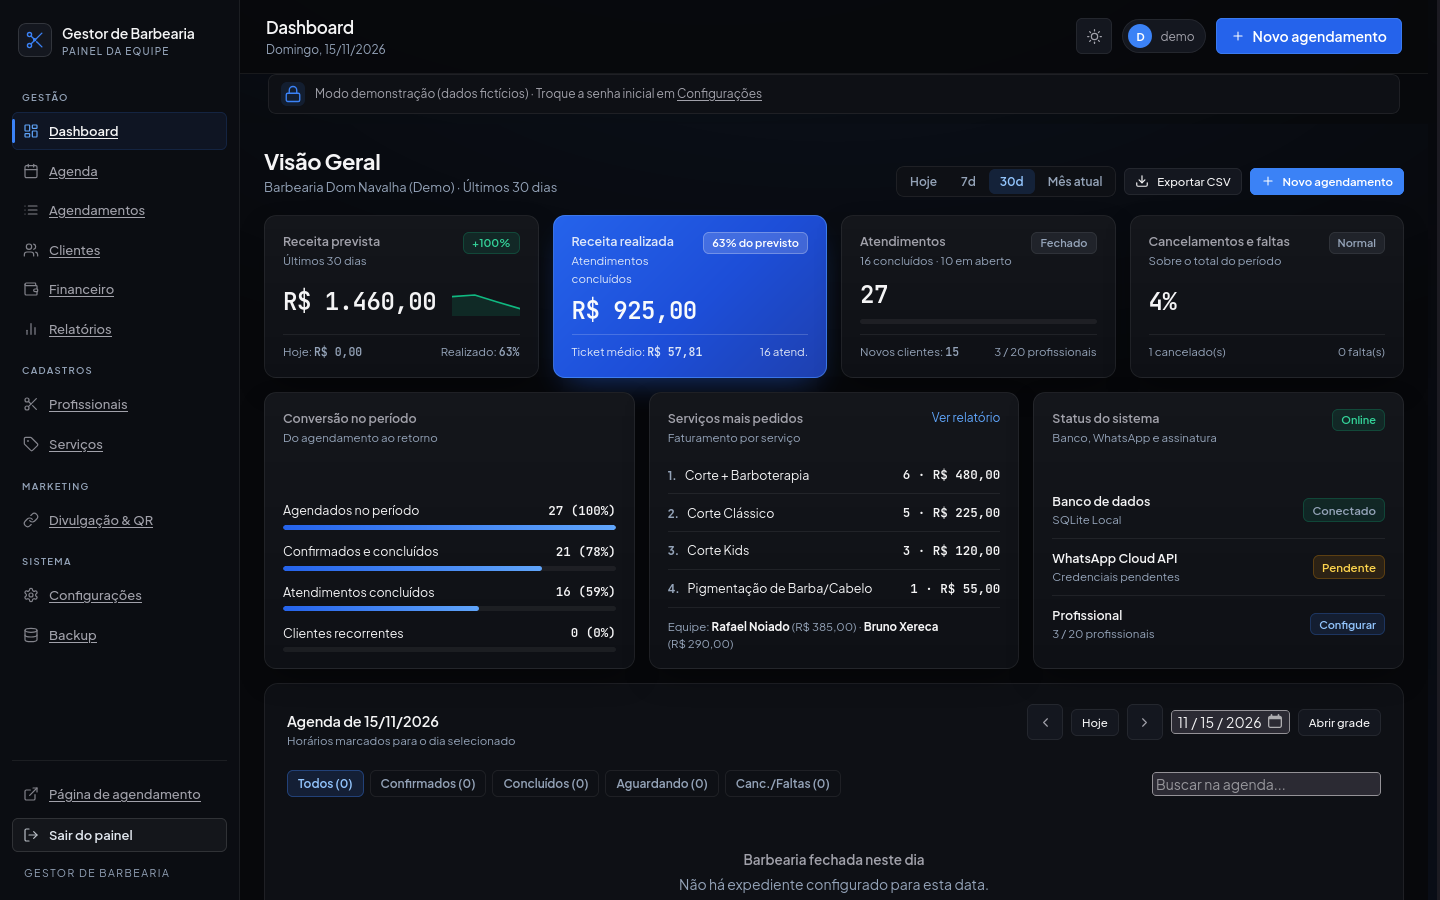 Gestor de Barbearia
PAINEL DA EQUIPE
GESTÃO
Dashboard
Agenda
Agendamentos
Clientes
Financeiro
Relatórios
CADASTROS
Profissionais
Serviços
MARKETING
Divulgação & QR
SISTEMA
Configurações
Backup
Página de agendamento
Sair do painel
GESTOR DE BARBEARIA
Dashboard
Domingo, 15/11/2026
D demo
+ Novo agendamento
Modo demonstração (dados fictícios) · Troque a senha inicial em Configurações
Visão Geral
Barbearia Dom Navalha (Demo) · Últimos 30 dias
Hoje 7d 30d Mês atual
Exportar CSV
+ Novo agendamento
Receita prevista +100%
Últimos 30 dias
R$ 1.460,00
Hoje: R$ 0,00 Realizado: 63%
Receita realizada 63% do previsto
Atendimentos
concluídos
R$ 925,00
Ticket médio: R$ 57,81 16 atend.
Atendimentos Fechado
16 concluídos · 10 em aberto
27
Novos clientes: 15 3 / 20 profissionais
Cancelamentos e faltas Normal
Sobre o total do período
4%
1 cancelado(s) 0 falta(s)
Conversão no período
Do agendamento ao retorno
Agendados no período 27 (100%)
Confirmados e concluídos 21 (78%)
Atendimentos concluídos 16 (59%)
Clientes recorrentes 0 (0%)
Serviços mais pedidos Ver relatório
Faturamento por serviço
1. Corte + Barboterapia 6 · R$ 480,00
2. Corte Clássico 5 · R$ 225,00
3. Corte Kids 3 · R$ 120,00
4. Pigmentação de Barba/Cabelo 1 · R$ 55,00
Equipe: Rafael Noiado (R$ 385,00) · Bruno Xereca
(R$ 290,00)
Status do sistema Online
Banco, WhatsApp e assinatura
Banco de dados Conectado
SQLite Local
WhatsApp Cloud API Pendente
Credenciais pendentes
Profissional Configurar
3 / 20 profissionais
Agenda de 15/11/2026
Horários marcados para o dia selecionado
Hoje 11 / 15 / 2026 Abrir grade
Todos (0) Confirmados (0) Concluídos (0) Aguardando (0) Canc./Faltas (0)
Buscar na agenda...
Barbearia fechada neste dia
Não há expediente configurado para esta data.